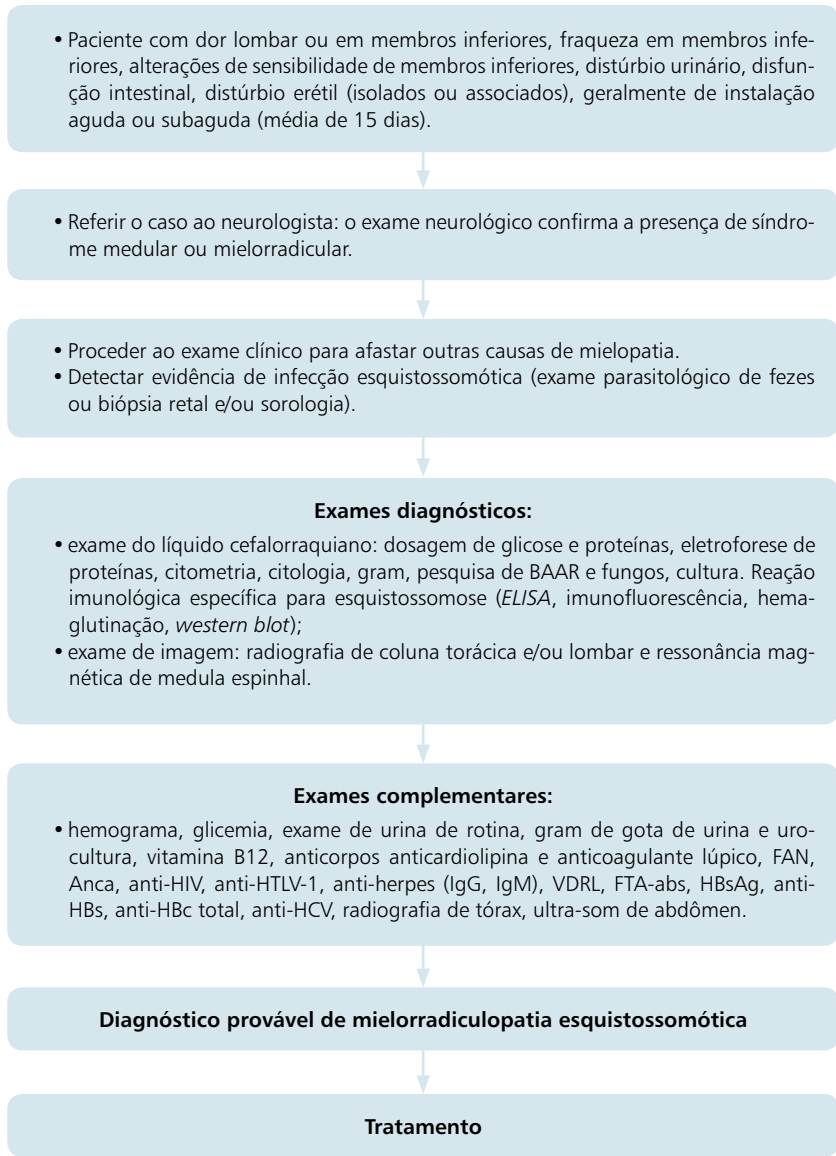 • Paciente com dor lombar ou em membros inferiores, fraqueza em membros infe-
riores, alterações de sensibilidade de membros inferiores, distúrbio urinário, disfun-
ção intestinal, distúrbio erétil (isolados ou associados), geralmente de instalação
aguda ou subaguda (média de 15 dias).
• Referir o caso ao neurologista: o exame neurológico confirma a presença de síndro-
me medular ou mielorradicular.
• Proceder ao exame clínico para afastar outras causas de mielopatia.
• Detectar evidência de infecção esquistossomótica (exame parasitológico de fezes
ou biópsia retal e/ou sorologia).
Exames diagnósticos:
• exame do líquido cefalorraquiano: dosagem de glicose e proteínas, eletroforese de
proteínas, citometria, citologia, gram, pesquisa de BAAR e fungos, cultura. Reação
imunológica específica para esquistossomose (ELISA, imunofluorescência, hema-
glutinação, western blot);
• exame de imagem: radiografia de coluna torácica e/ou lombar e ressonância mag-
nética de medula espinhal.
Exames complementares:
• hemograma, glicemia, exame de urina de rotina, gram de gota de urina e uro-
cultura, vitamina B12, anticorpos anticardiolipina e anticoagulante lúpico, FAN,
Anca, anti-HIV, anti-HTLV-1, anti-herpes (IgG, IgM), VDRL, FTA-abs, HBsAg, anti-
HBs, anti-HBc total, anti-HCV, radiografia de tórax, ultra-som de abdômen.
Diagnóstico provável de mielorradiculopatia esquistossomótica
Tratamento